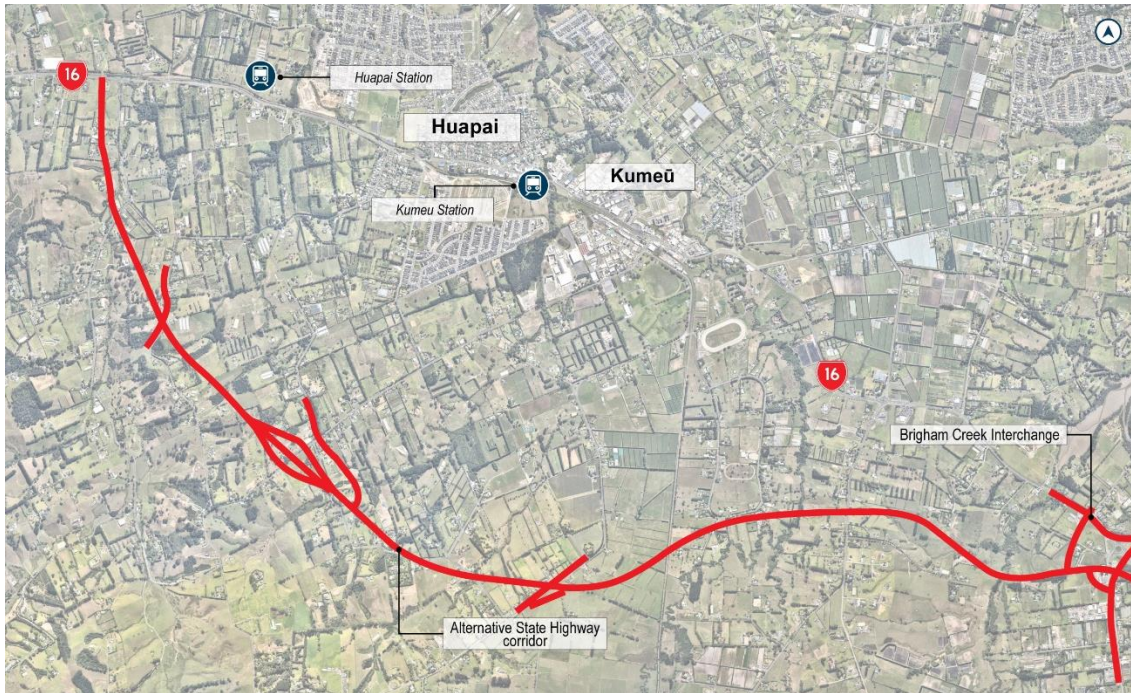 16
Huapai Station
Huapai
Kumeū
Kumeu Station
16
Brigham Creek Interchange
Alternative State Highway
corridor